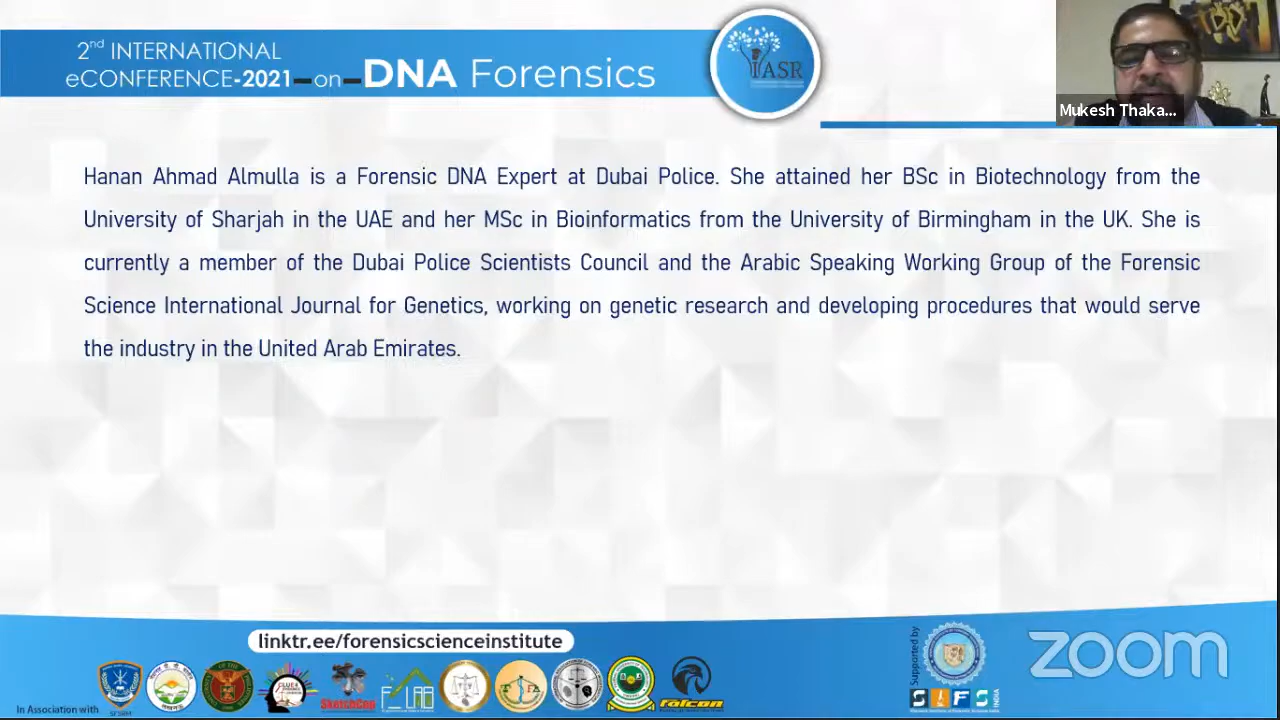 2nd INTERNATIONAL
eCONFERENCE-2021-on-DNA Forensics
IASR
Mukesh Thaka...
Hanan Ahmad Almulla is a Forensic DNA Expert at Dubai Police. She attained her BSc in Biotechnology from the
University of Sharjah in the UAE and her MSc in Bioinformatics from the University of Birmingham in the UK. She is
currently a member of the Dubai Police Scientists Council and the Arabic Speaking Working Group of the Forensic
Science International Journal for Genetics, working on genetic research and developing procedures that would serve
the industry in the United Arab Emirates.
linktr.ee/forensicscienceinstitute
In Association with
SketchCop
falcon
Supported by
SIFS
INDIA
zoom